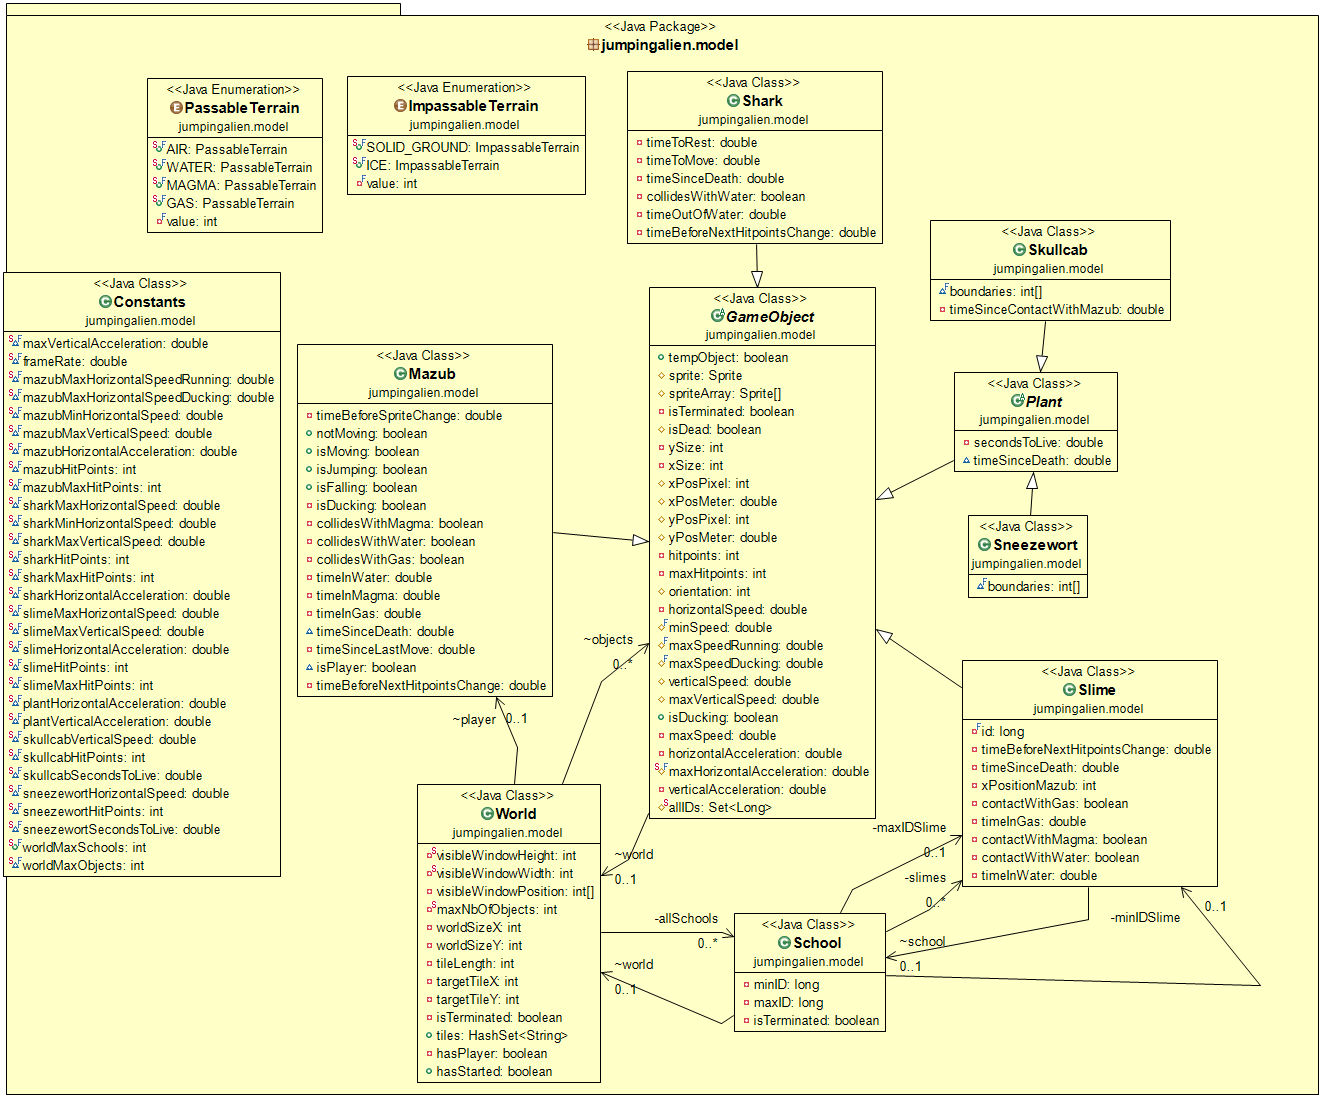 <<Java Package>>
jumpingalien.model
<<Java Enumeration>>
PassableTerrain
jumpingalien.model
AIR: PassableTerrain
WATER: PassableTerrain
MAGMA: PassableTerrain
GAS: PassableTerrain
value: int
<<Java Enumeration>>
ImpassableTerrain
jumpingalien.model
SOLID_GROUND: ImpassableTerrain
ICE: ImpassableTerrain
value: int
<<Java Class>>
Shark
jumpingalien.model
timeToRest: double
timeToMove: double
timeSinceDeath: double
collidesWithWater: boolean
timeOutOfWater: double
timeBeforeNextHitpointsChange: double
<<Java Class>>
Skullcab
jumpingalien.model
boundaries: int[]
timeSinceContactWithMazub: double
<<Java Class>>
Constants
jumpingalien.model
maxVerticalAcceleration: double
frameRate: double
mazubMaxHorizontalSpeedRunning: double
mazubMaxHorizontalSpeedDucking: double
mazubMinHorizontalSpeed: double
mazubMaxVerticalSpeed: double
mazubHorizontalAcceleration: double
mazubHitPoints: int
mazubMaxHitPoints: int
sharkMaxHorizontalSpeed: double
sharkMinHorizontalSpeed: double
sharkMaxVerticalSpeed: double
sharkHitPoints: int
sharkMaxHitPoints: int
sharkHorizontalAcceleration: double
slimeMaxHorizontalSpeed: double
slimeMaxVerticalSpeed: double
slimeHorizontalAcceleration: double
slimeHitPoints: int
slimeMaxHitPoints: int
plantHorizontalAcceleration: double
plantVerticalAcceleration: double
skullcabVerticalSpeed: double
skullcabHitPoints: int
skullcabSecondsToLive: double
sneezewortHorizontalSpeed: double
sneezewortHitPoints: int
sneezewortSecondsToLive: double
worldMaxSchools: int
worldMaxObjects: int
<<Java Class>>
Mazub
jumpingalien.model
timeBeforeSpriteChange: double
notMoving: boolean
isMoving: boolean
isJumping: boolean
isFalling: boolean
isDucking: boolean
collidesWithMagma: boolean
collidesWithWater: boolean
collidesWithGas: boolean
timeInWater: double
timeInMagma: double
timeInGas: double
timeSinceDeath: double
timeSinceLastMove: double
isPlayer: boolean
timeBeforeNextHitpointsChange: double
<<Java Class>>
GameObject
jumpingalien.model
tempObject: boolean
sprite: Sprite
spriteArray: Sprite[]
isTerminated: boolean
isDead: boolean
ySize: int
xSize: int
xPosPixel: int
xPosMeter: double
yPosPixel: int
yPosMeter: double
hitpoints: int
maxHitpoints: int
orientation: int
horizontalSpeed: double
minSpeed: double
maxSpeedRunning: double
maxSpeedDucking: double
verticalSpeed: double
maxVerticalSpeed: double
isDucking: boolean
maxSpeed: double
horizontalAcceleration: double
maxHorizontalAcceleration: double
verticalAcceleration: double
allIDs: Set<Long>
<<Java Class>>
Plant
jumpingalien.model
secondsToLive: double
timeSinceDeath: double
<<Java Class>>
Sneezewort
jumpingalien.model
boundaries: int[]
<<Java Class>>
Slime
jumpingalien.model
id: long
timeBeforeNextHitpointsChange: double
timeSinceDeath: double
xPositionMazub: int
contactWithGas: boolean
timeInGas: double
contactWithMagma: boolean
contactWithWater: boolean
timeInWater: double
~objects
0..*
~player
0..1
<<Java Class>>
World
jumpingalien.model
visibleWindowHeight: int
visibleWindowWidth: int
visibleWindowPosition: int[]
maxNbOfObjects: int
worldSizeX: int
worldSizeY: int
tileLength: int
targetTileX: int
targetTileY: int
isTerminated: boolean
tiles: HashSet<String>
hasPlayer: boolean
hasStarted: boolean
~world
0..1
-allSchools
0..*
~world
0..1
-maxIDSlime
0..1
-slimes
0..*
~school
0..1
-minIDSlime
0..1
<<Java Class>>
School
jumpingalien.model
minID: long
maxID: long
isTerminated: boolean